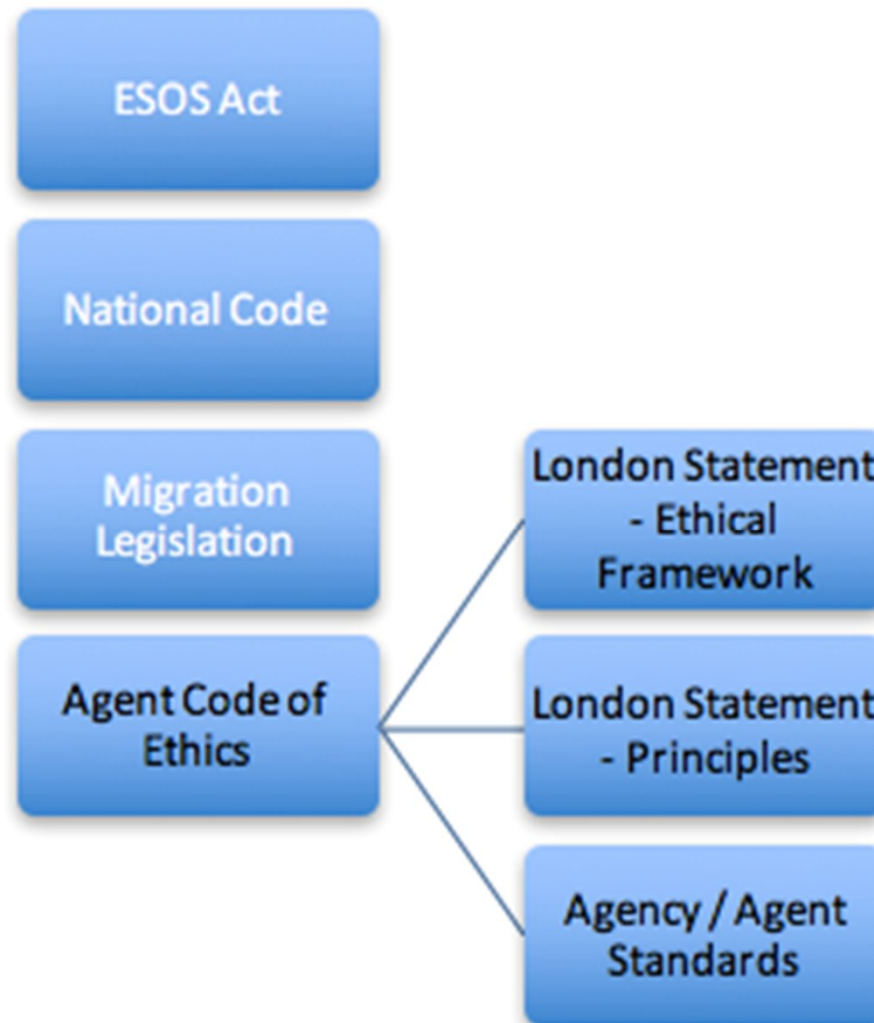 ESOS Act
National Code
Migration
Legislation
Agent Code of
Ethics
London Statement
- Ethical
Framework
London Statement
- Principles
Agency / Agent
Standards